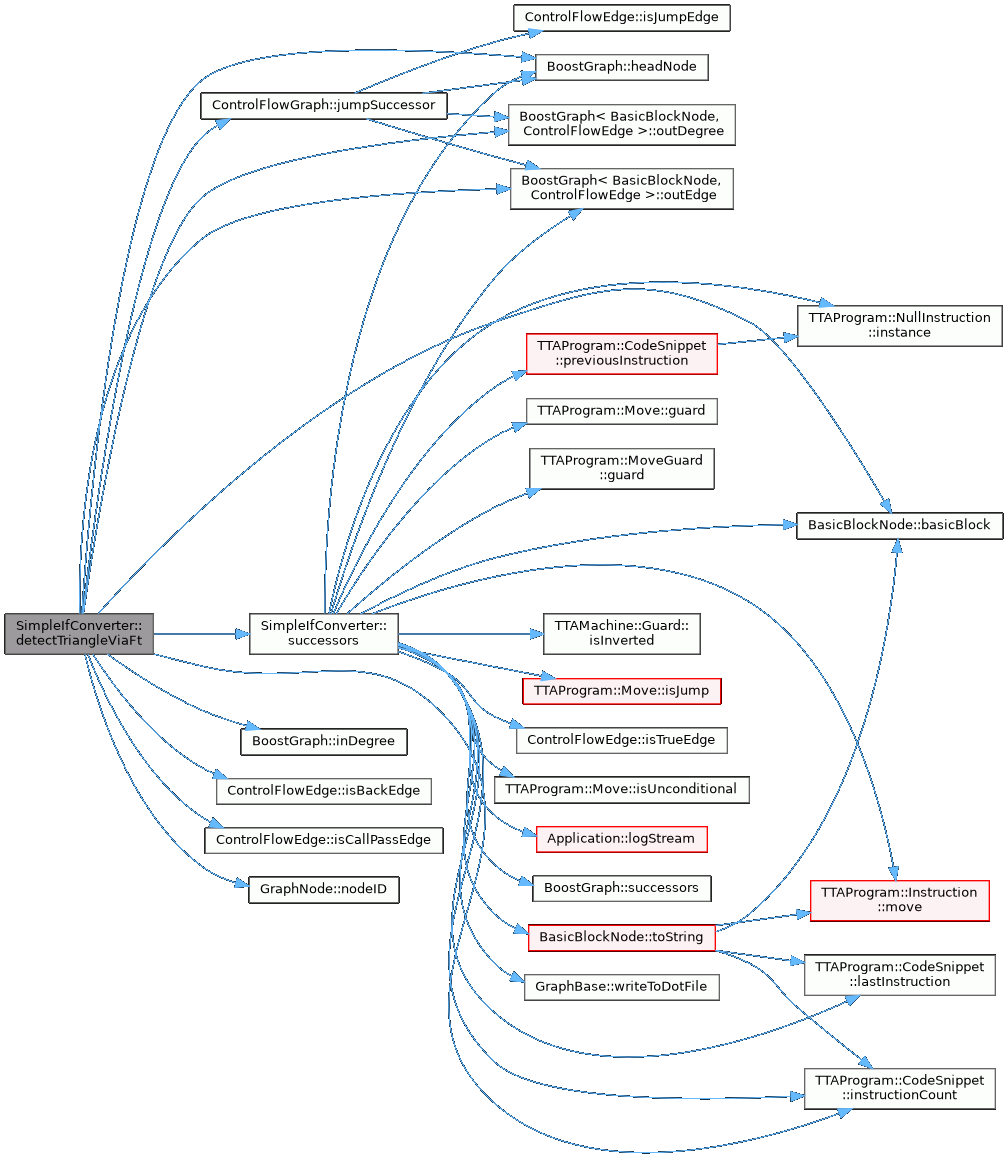 ControlFlowEdge::isJumpEdge
BoostGraph::headNode
ControlFlowGraph::jumpSuccessor
BoostGraph< BasicBlockNode,
ControlFlowEdge >::outDegree
BoostGraph< BasicBlockNode,
ControlFlowEdge >::outEdge
TTAProgram::NullInstruction
::instance
TTAProgram::CodeSnippet
::previousInstruction
TTAProgram::Move::guard
TTAProgram::MoveGuard
::guard
BasicBlockNode::basicBlock
SimpleIfConverter::
detectTriangleViaFt
SimpleIfConverter::
successors
TTAMachine::Guard::
isInverted
TTAProgram::Move::isJump
BoostGraph::inDegree
ControlFlowEdge::isTrueEdge
ControlFlowEdge::isBackEdge
TTAProgram::Move::isUnconditional
ControlFlowEdge::isCallPassEdge
Application::logStream
GraphNode::nodeID
BoostGraph::successors
TTAProgram::Instruction
::move
BasicBlockNode::toString
TTAProgram::CodeSnippet
::lastInstruction
GraphBase::writeToDotFile
TTAProgram::CodeSnippet
::instructionCount